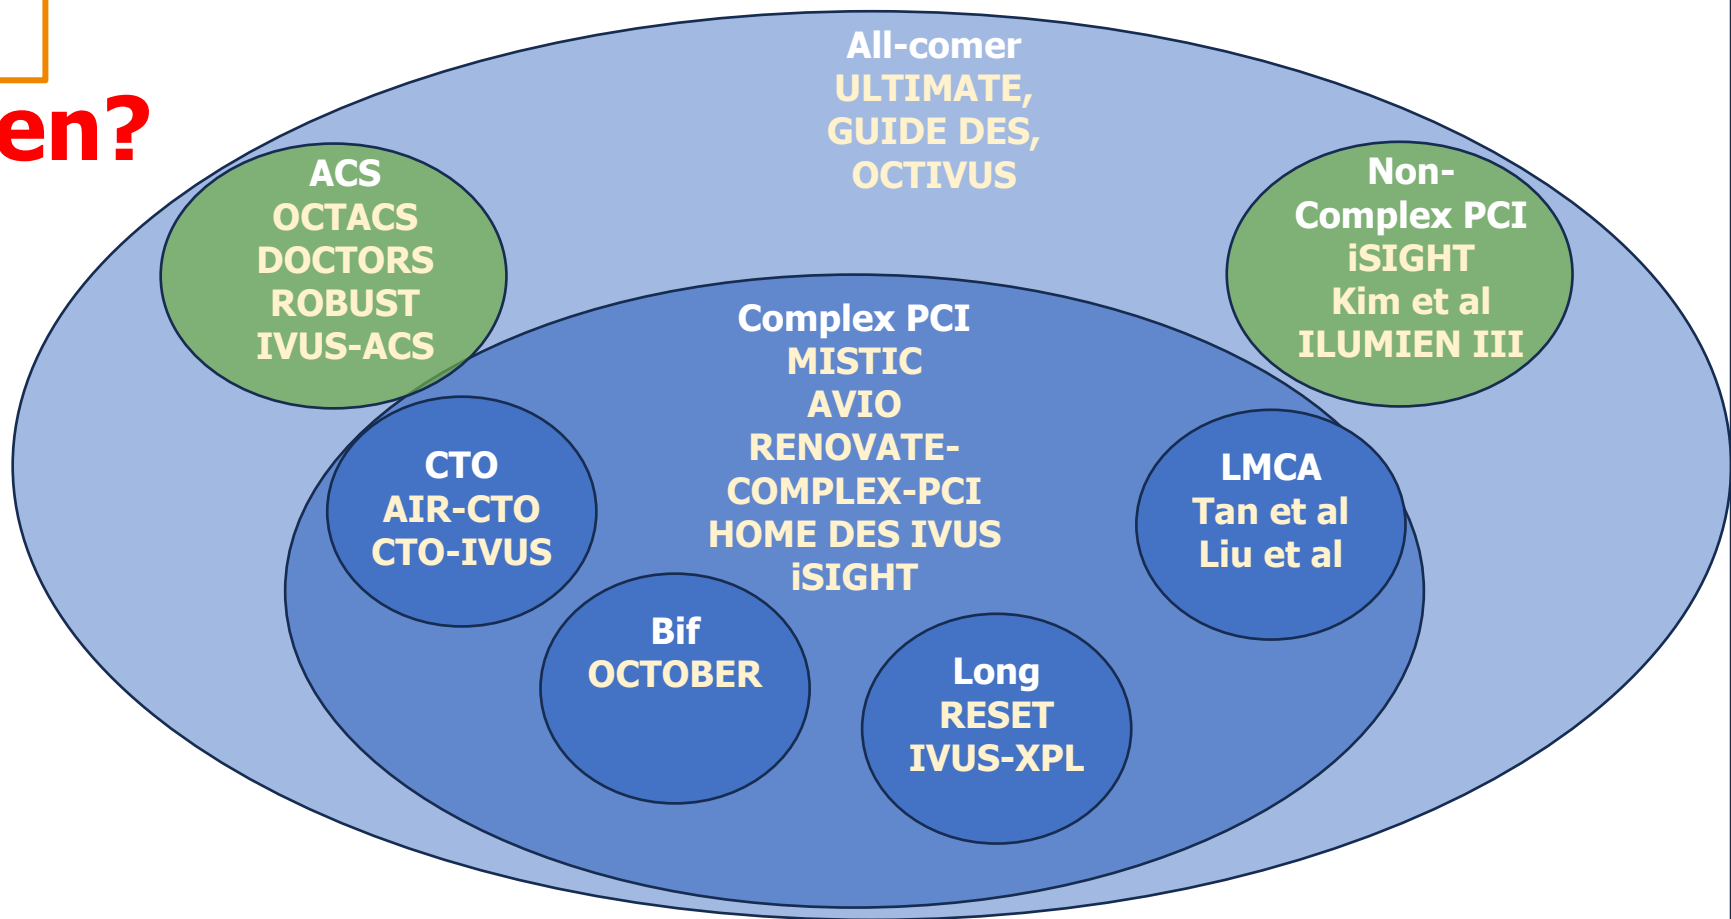 en?
All-comer
ULTIMATE,
GUIDE DES,
OCTIVUS
ACS
OCTACS
DOCTORS
ROBUST
IVUS-ACS
Non-
Complex PCI
iSIGHT
Kim et al
ILUMIEN III
Complex PCI
MISTIC
AVIO
RENOVATE-
COMPLEX-PCI
HOME DES IVUS
iSIGHT
CTO
AIR-CTO
CTO-IVUS
LMCA
Tan et al
Liu et al
Bif
OCTOBER
Long
RESET
IVUS-XPL